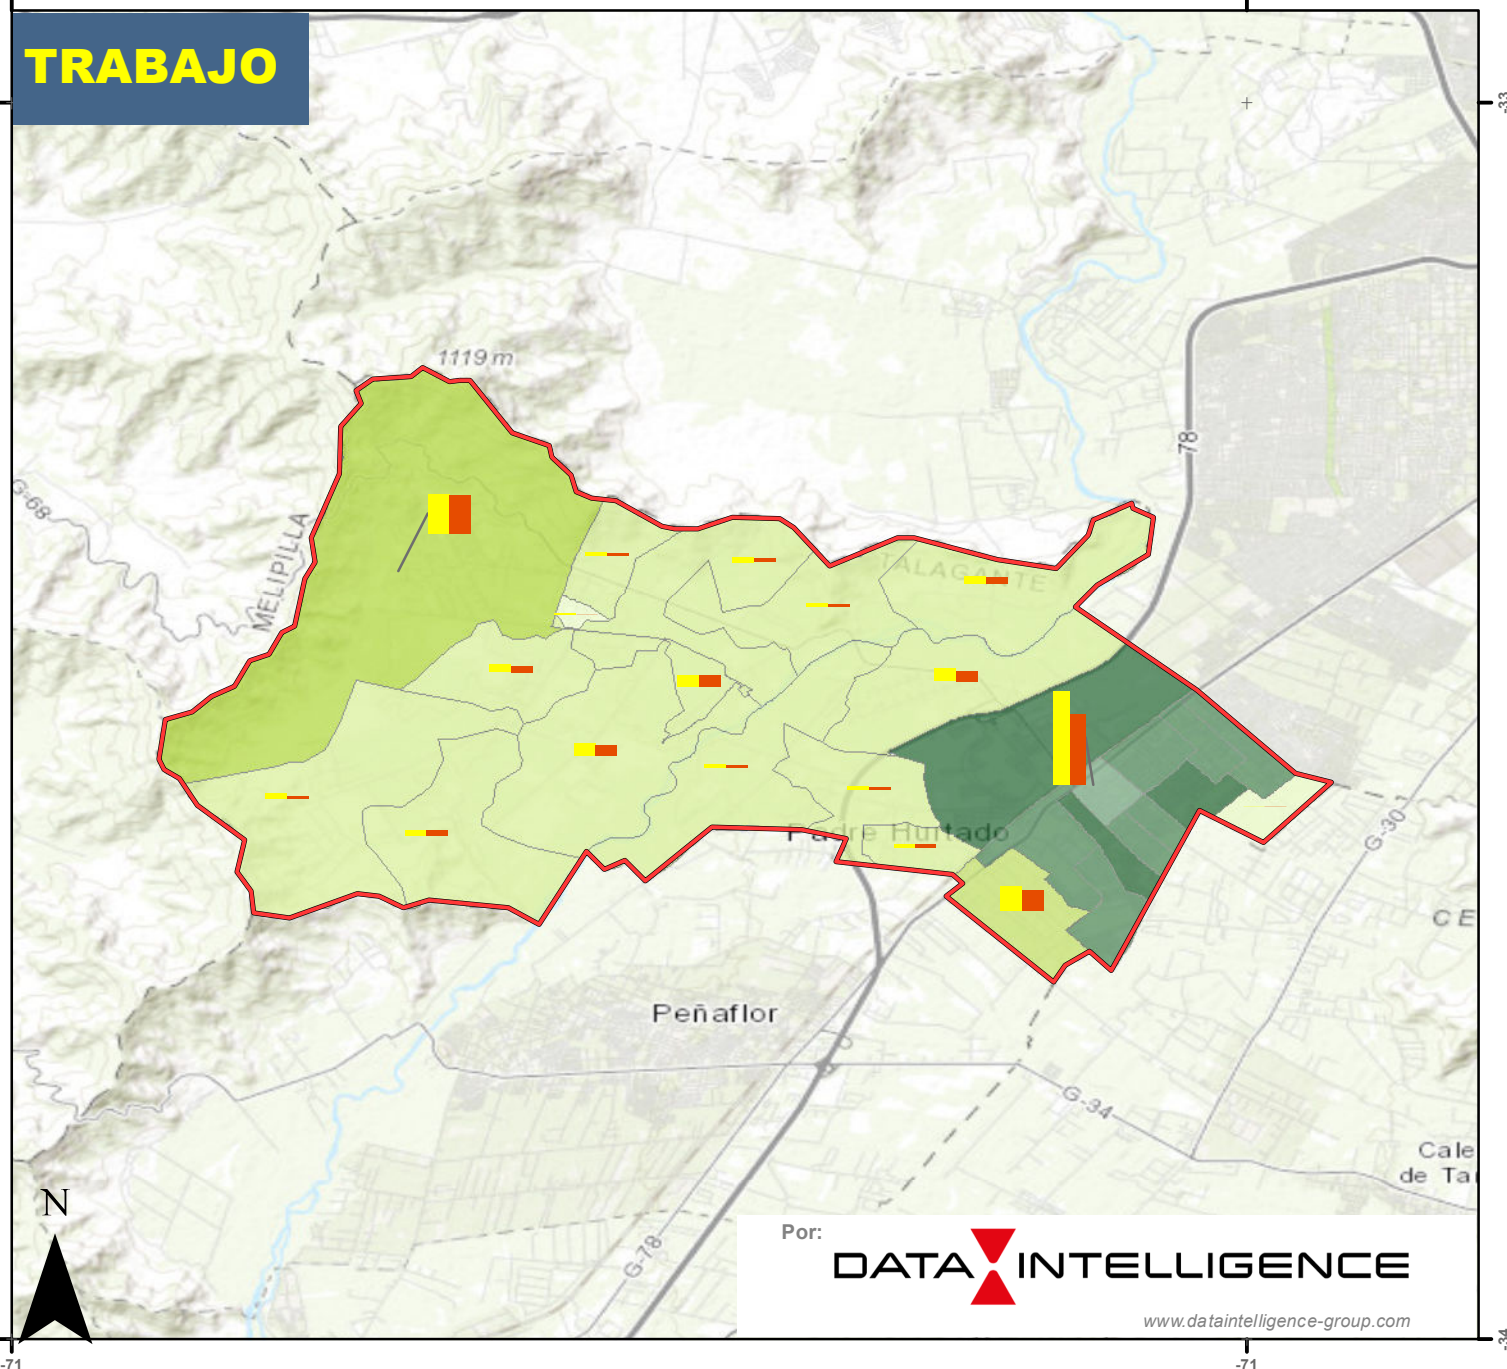 TRABAJO
-33
1119 m
78
G-68
MELIPILLA
TALAGANTE
Padre Hurtado
G-30
CE
Peñaflor
G-34
Cale
de Tar
N
G-78
Por:
DATA INTELLIGENCE
www.dataintelligence-group.com
-34
-71
-71